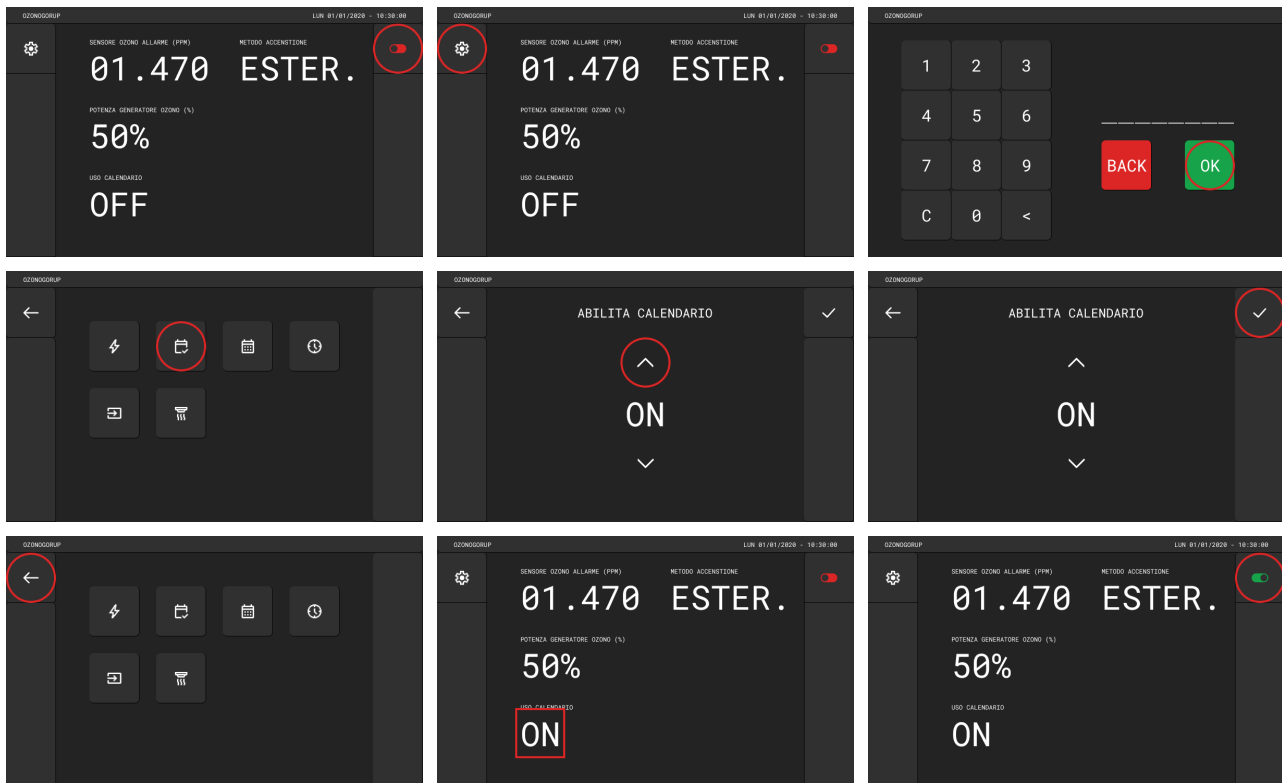 OZONOGORUP LUN 01/01/2020 - 10:30:00
SENSORE OZONO ALLARME (PPM) METODO ACCENSTIONE
01.470 ESTER.
POTENZA GENERATORE OZONO (%)
50%
USO CALENDARIO
OFF
OZONOGORUP LUN 01/01/2020 - 10:30:00
SENSORE OZONO ALLARME (PPM) METODO ACCENSTIONE
01.470 ESTER.
POTENZA GENERATORE OZONO (%)
50%
USO CALENDARIO
OFF
OZONOGORUP
1 2 3
4 5 6
7 8 9
C 0 <
________
BACK OK
OZONOGORUP
OZONOGORUP
ABILITA CALENDARIO
ON
OZONOGORUP
ABILITA CALENDARIO
ON
OZONOGORUP
OZONOGORUP LUN 01/01/2020 - 10:30:00
SENSORE OZONO ALLARME (PPM) METODO ACCENSTIONE
01.470 ESTER.
POTENZA GENERATORE OZONO (%)
50%
USO CALENDARIO
ON
OZONOGORUP LUN 01/01/2020 - 10:30:00
SENSORE OZONO ALLARME (PPM) METODO ACCENSTIONE
01.470 ESTER.
POTENZA GENERATORE OZONO (%)
50%
USO CALENDARIO
ON